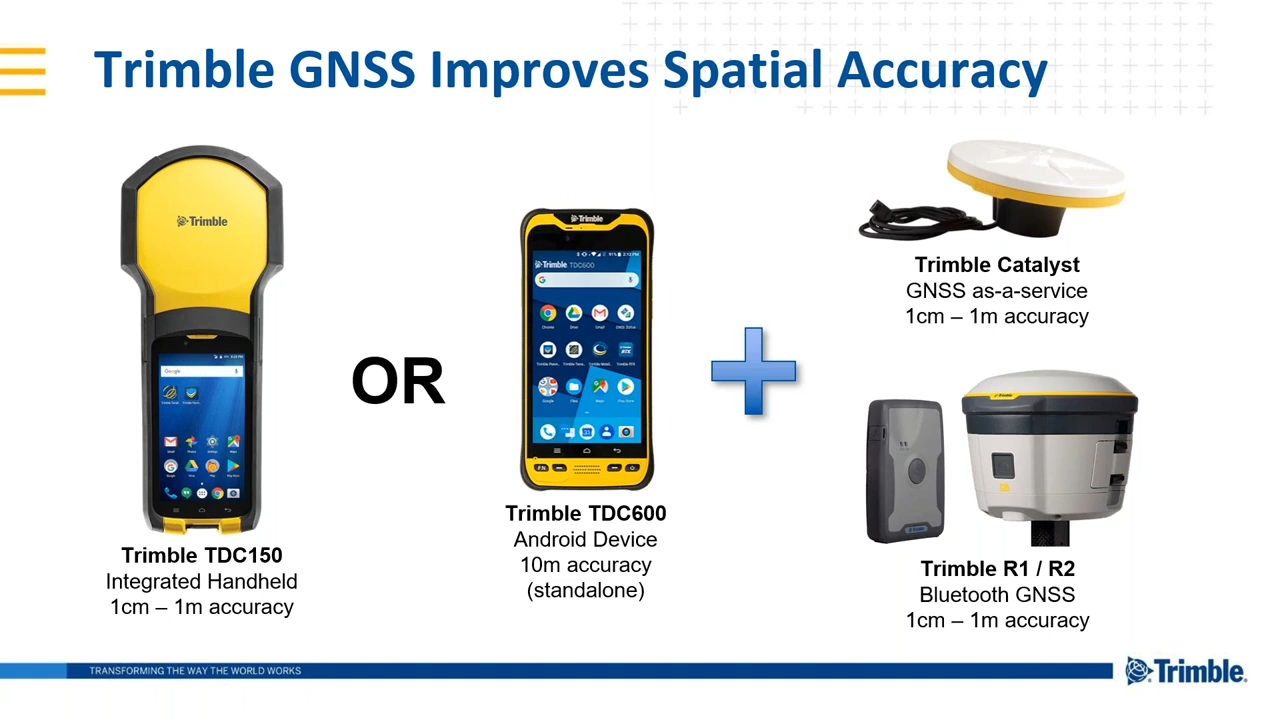 Trimble GNSS Improves Spatial Accuracy
Trimble
Trimble TDC150
Integrated Handheld
1cm – 1m accuracy
OR
Trimble
Trimble TDC600
Google
Trimble TDC600
Android Device
10m accuracy
(standalone)
Trimble Catalyst
GNSS as-a-service
1cm – 1m accuracy
Trimble R1 / R2
Bluetooth GNSS
1cm – 1m accuracy
TRANSFORMING THE WAY THE WORLD WORKS
Trimble